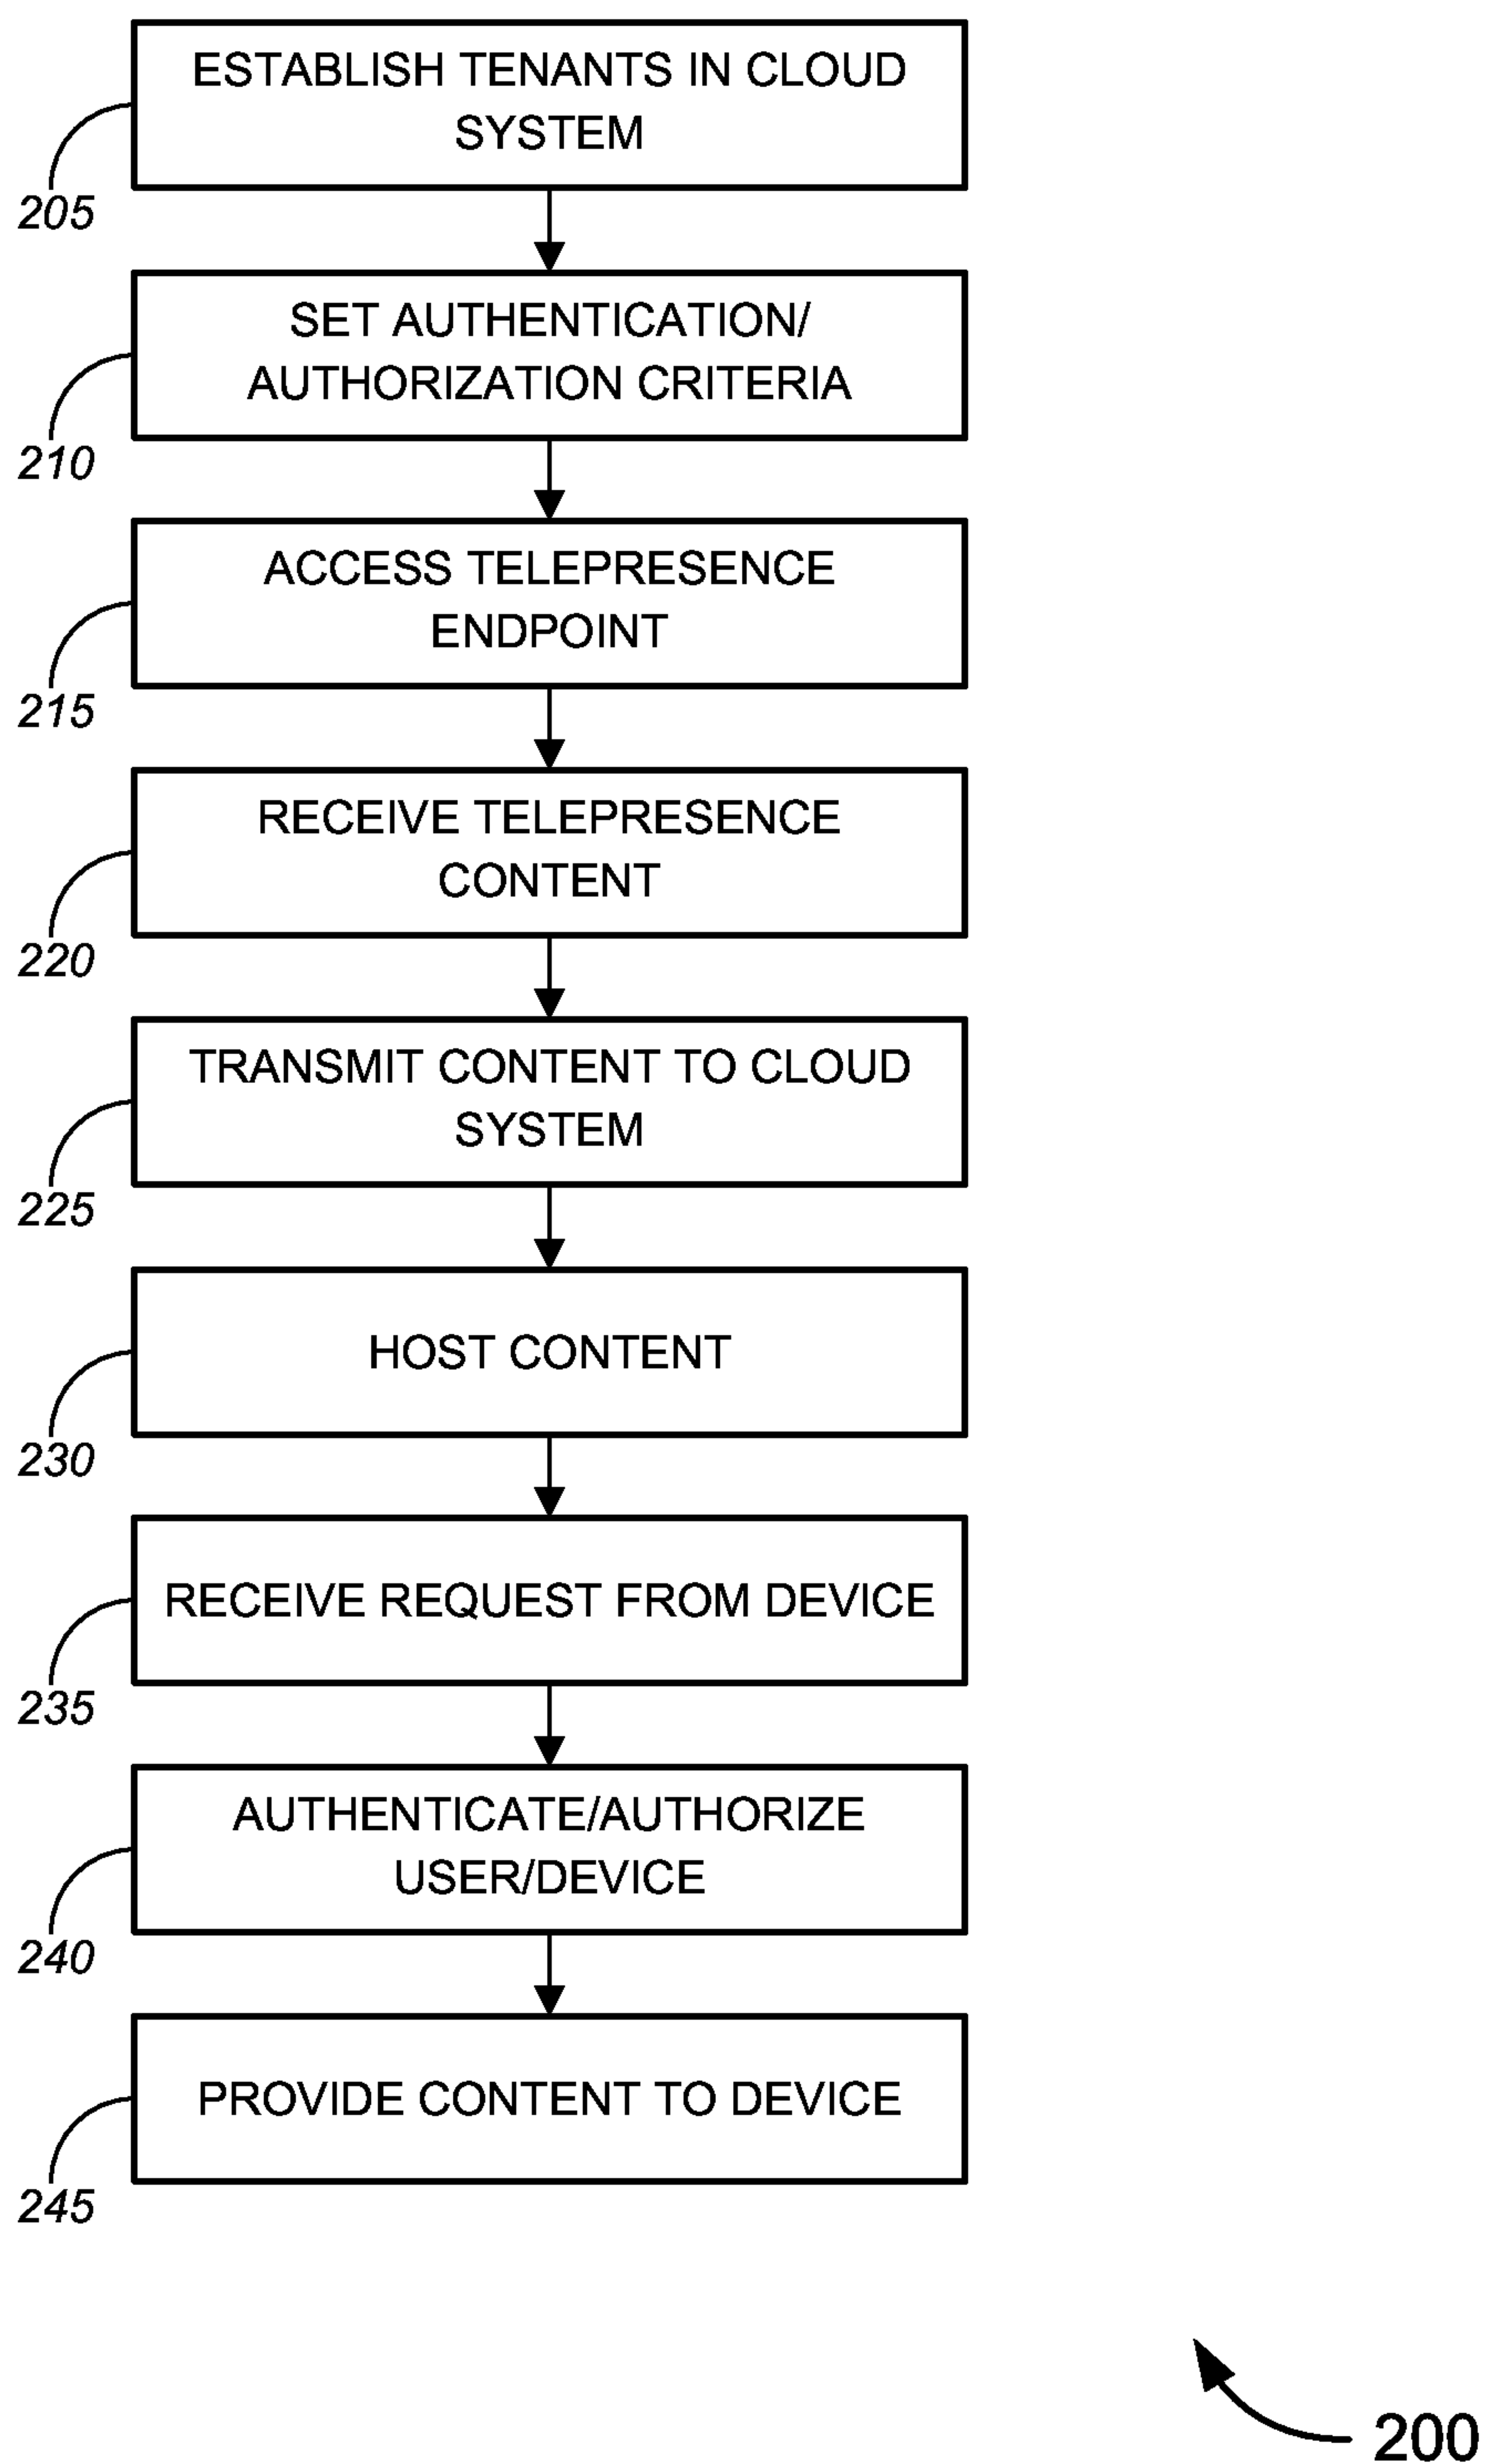 ESTABLISH TENANTS IN CLOUD
SYSTEM
205
SET AUTHENTICATION/
AUTHORIZATION CRITERIA
210
ACCESS TELEPRESENCE
ENDPOINT
215
RECEIVE TELEPRESENCE
CONTENT
220
TRANSMIT CONTENT TO CLOUD
SYSTEM
225
HOST CONTENT
230
RECEIVE REQUEST FROM DEVICE
235
AUTHENTICATE/AUTHORIZE
USER/DEVICE
240
PROVIDE CONTENT TO DEVICE
245
200